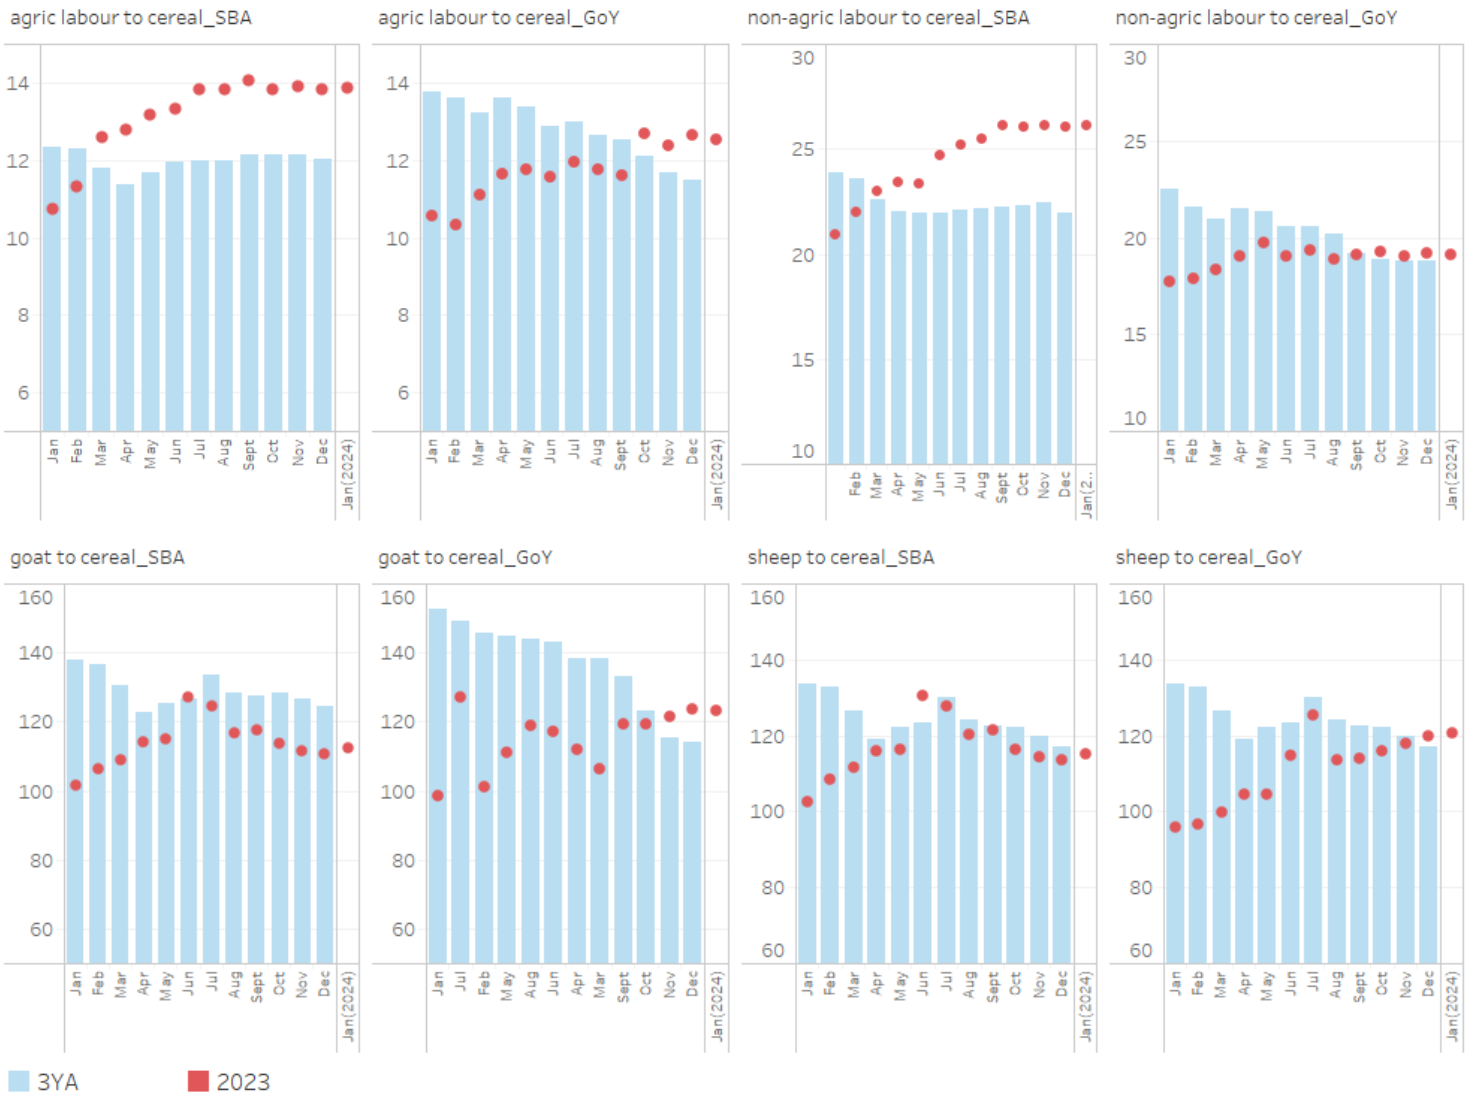 agric labour to cereal_SBA
14
12
10
8
6
Jan Feb Mar Apr May Jun Jul Aug Sept Oct Nov Dec Jan(2024)
agric labour to cereal_GoY
14
12
10
8
6
Jan Feb Mar Apr May Jun Jul Aug Sept Oct Nov Dec Jan(2024)
non-agric labour to cereal_SBA
30
25
20
15
10
Feb Mar Apr May Jun Jul Aug Sept Oct Nov Dec Jan(2..
non-agric labour to cereal_GoY
30
25
20
15
10
Jan Feb Mar Apr May Jun Jul Aug Sept Oct Nov Dec Jan(2024)
goat to cereal_SBA
160
140
120
100
80
60
Jan Feb Mar Apr May Jun Jul Aug Sept Oct Nov Dec Jan(2024)
goat to cereal_GoY
160
140
120
100
80
60
Jan Jul Feb May Aug Jun Apr Mar Sept Oct Nov Dec Jan(2024)
sheep to cereal_SBA
160
140
120
100
80
60
Jan Feb Mar Apr May Jun Jul Aug Sept Oct Nov Dec Jan(2024)
sheep to cereal_GoY
160
140
120
100
80
60
Jan Feb Mar Apr May Jun Jul Aug Sept Oct Nov Dec Jan(2024)
3YA
2023